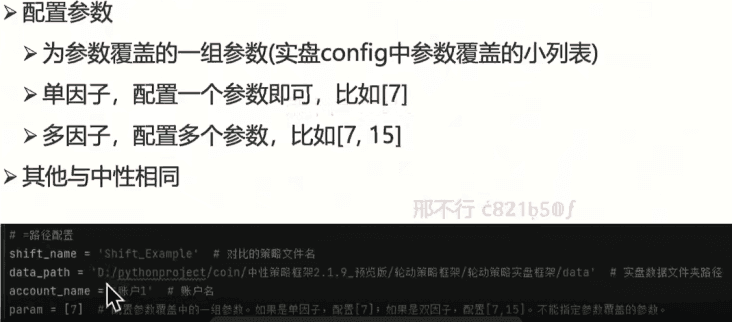 ➢配置参数
➢为参数覆盖的一组参数(实盘config中参数覆盖的小列表)
➢单因子，配置一个参数即可，比如[7]
➢多因子，配置多个参数，比如[7, 15]
➢其他与中性相同
邢不行
# =路径配置
shift_name = 'Shift_Example'  # 对比的策略文件名
data_path = 'D:/pythonproject/coin/中性策略框架2.1.9_预览版/轮动策略框架/轮动策略实盘框架/data'  # 实盘数据文件夹路径
account_name = '账户1'  # 账户名
param = [7]  # 配置参数覆盖中的一组参数。如果是单因子，配置[7]；如果是双因子，配置[7,15]。不能指定参数覆盖的参数。